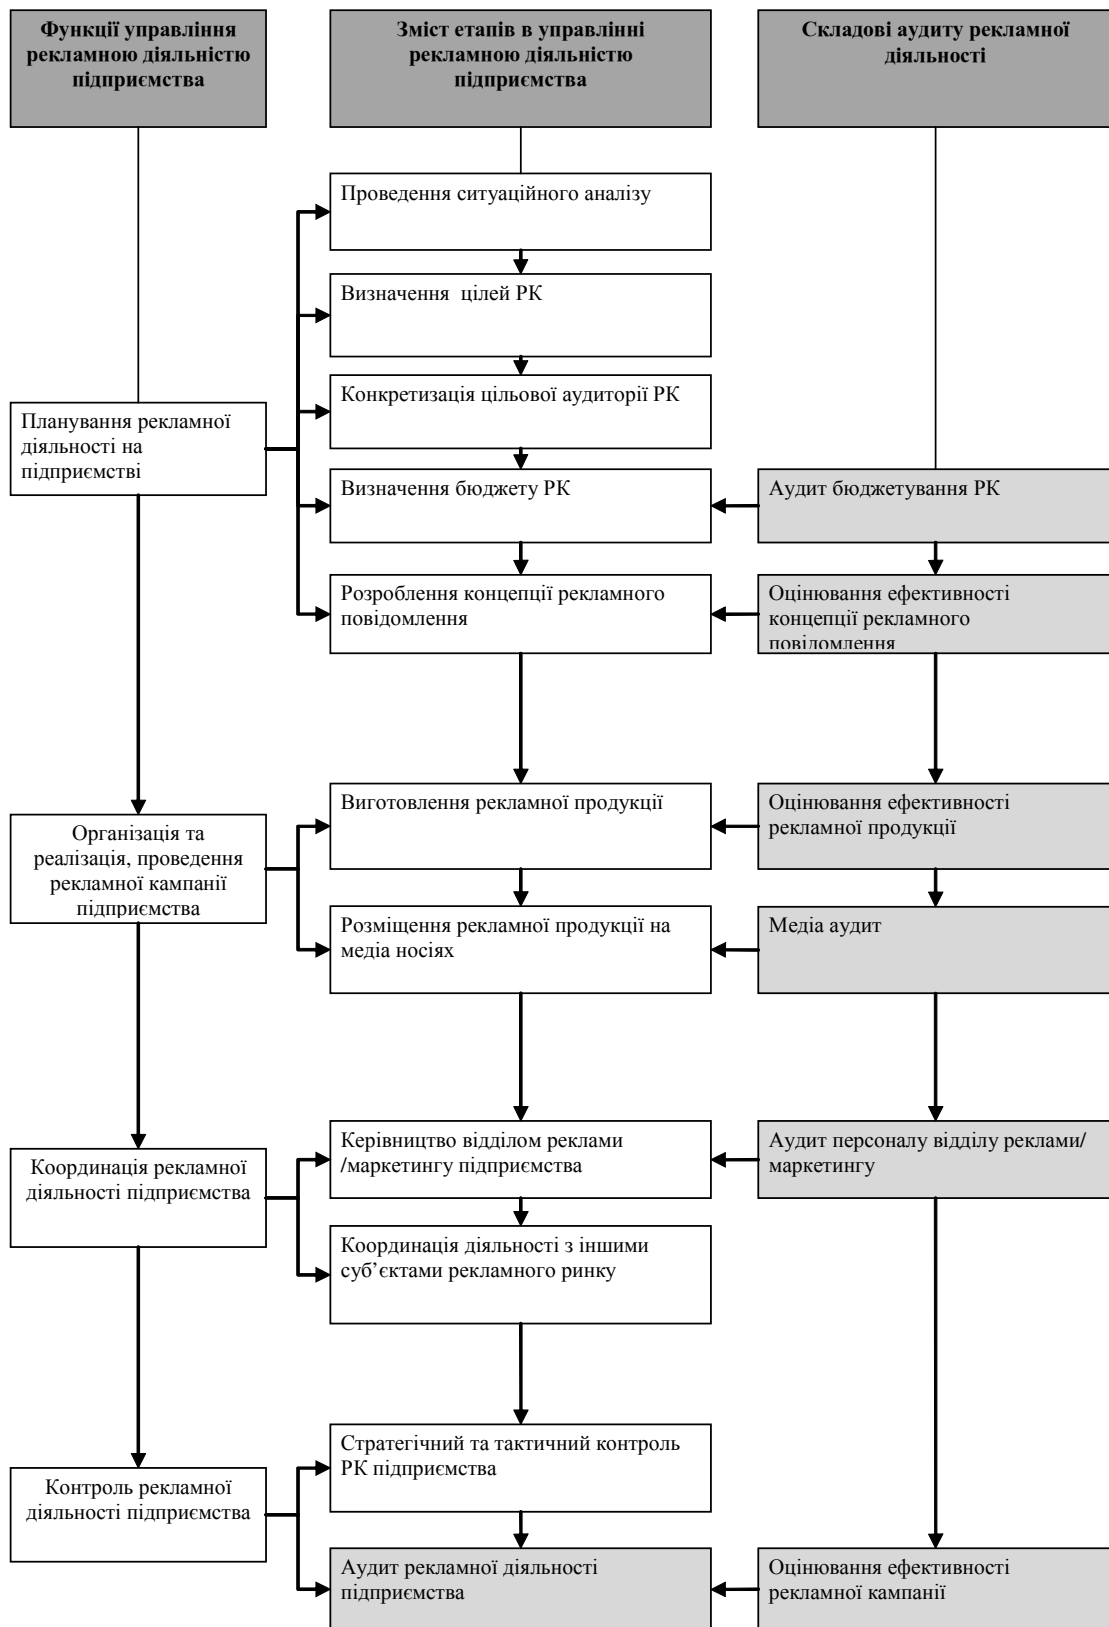 Функції управління
рекламною діяльністю
підприємства
Зміст етапів в управлінні
рекламною діяльністю
підприємства
Складові аудиту рекламної
діяльності
Проведення ситуаційного аналізу
Визначення  цілей РК
Конкретизація цільової аудиторії РК
Планування рекламної
діяльності на
підприємстві
Визначення бюджету РК
Аудит бюджетування РК
Розроблення концепції рекламного
повідомлення
Оцінювання ефективності
концепції рекламного
повідомлення
Організація та
реалізація, проведення
рекламної кампанії
підприємства
Виготовлення рекламної продукції
Оцінювання ефективності
рекламної продукції
Розміщення рекламної продукції на
медіа носіях
Медіа аудит
Координація рекламної
діяльності підприємства
Керівництво відділом реклами
/маркетингу підприємства
Аудит персоналу відділу реклами/
маркетингу
Координація діяльності з іншими
суб’єктами рекламного ринку
Контроль рекламної
діяльності підприємства
Стратегічний та тактичний контроль
РК підприємства
Аудит рекламної діяльності
підприємства
Оцінювання ефективності
рекламної кампанії